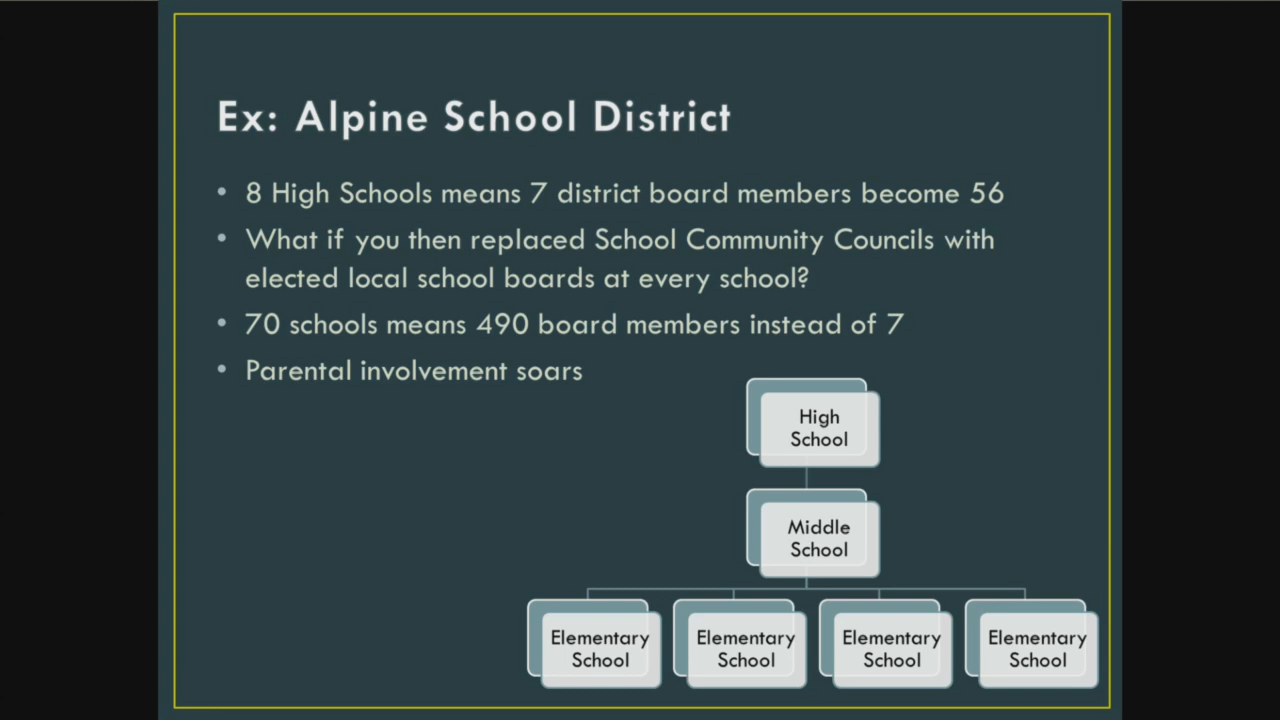 Ex: Alpine School District
• 8 High Schools means 7 district board members become 56
• What if you then replaced School Community Councils with
elected local school boards at every school?
• 70 schools means 490 board members instead of 7
• Parental involvement soars
High
School
Middle
School
Elementary
School
Elementary
School
Elementary
School
Elementary
School